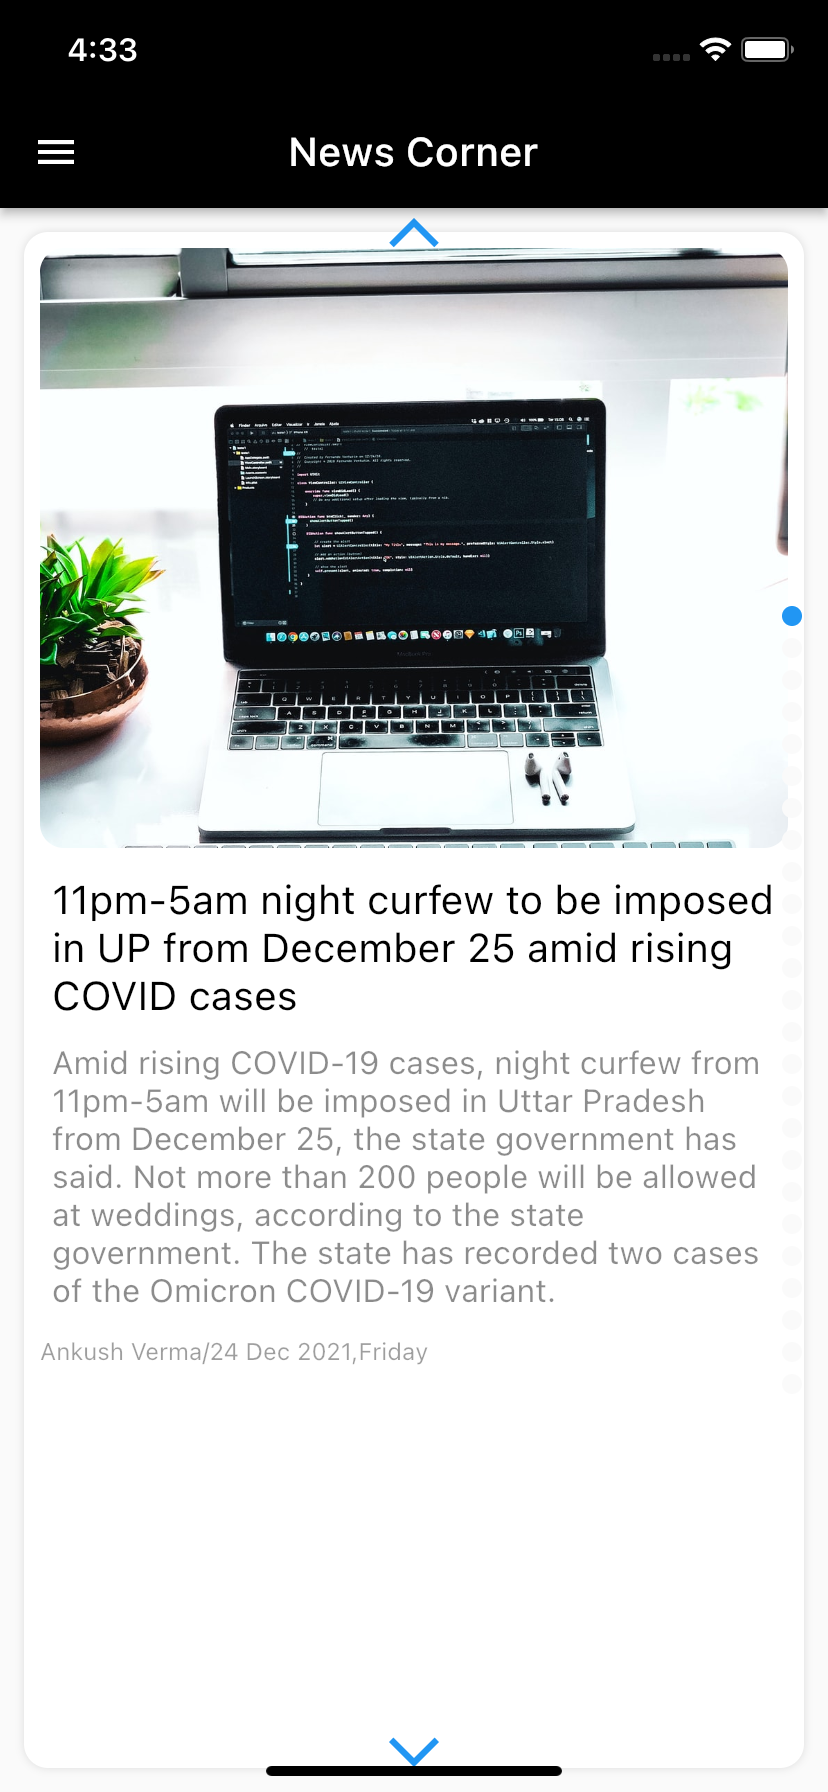 4:33
News Corner
11pm-5am night curfew to be imposed
in UP from December 25 amid rising
COVID cases
Amid rising COVID-19 cases, night curfew from
11pm-5am will be imposed in Uttar Pradesh
from December 25, the state government has
said. Not more than 200 people will be allowed
at weddings, according to the state
government. The state has recorded two cases
of the Omicron COVID-19 variant.
Ankush Verma/24 Dec 2021,Friday